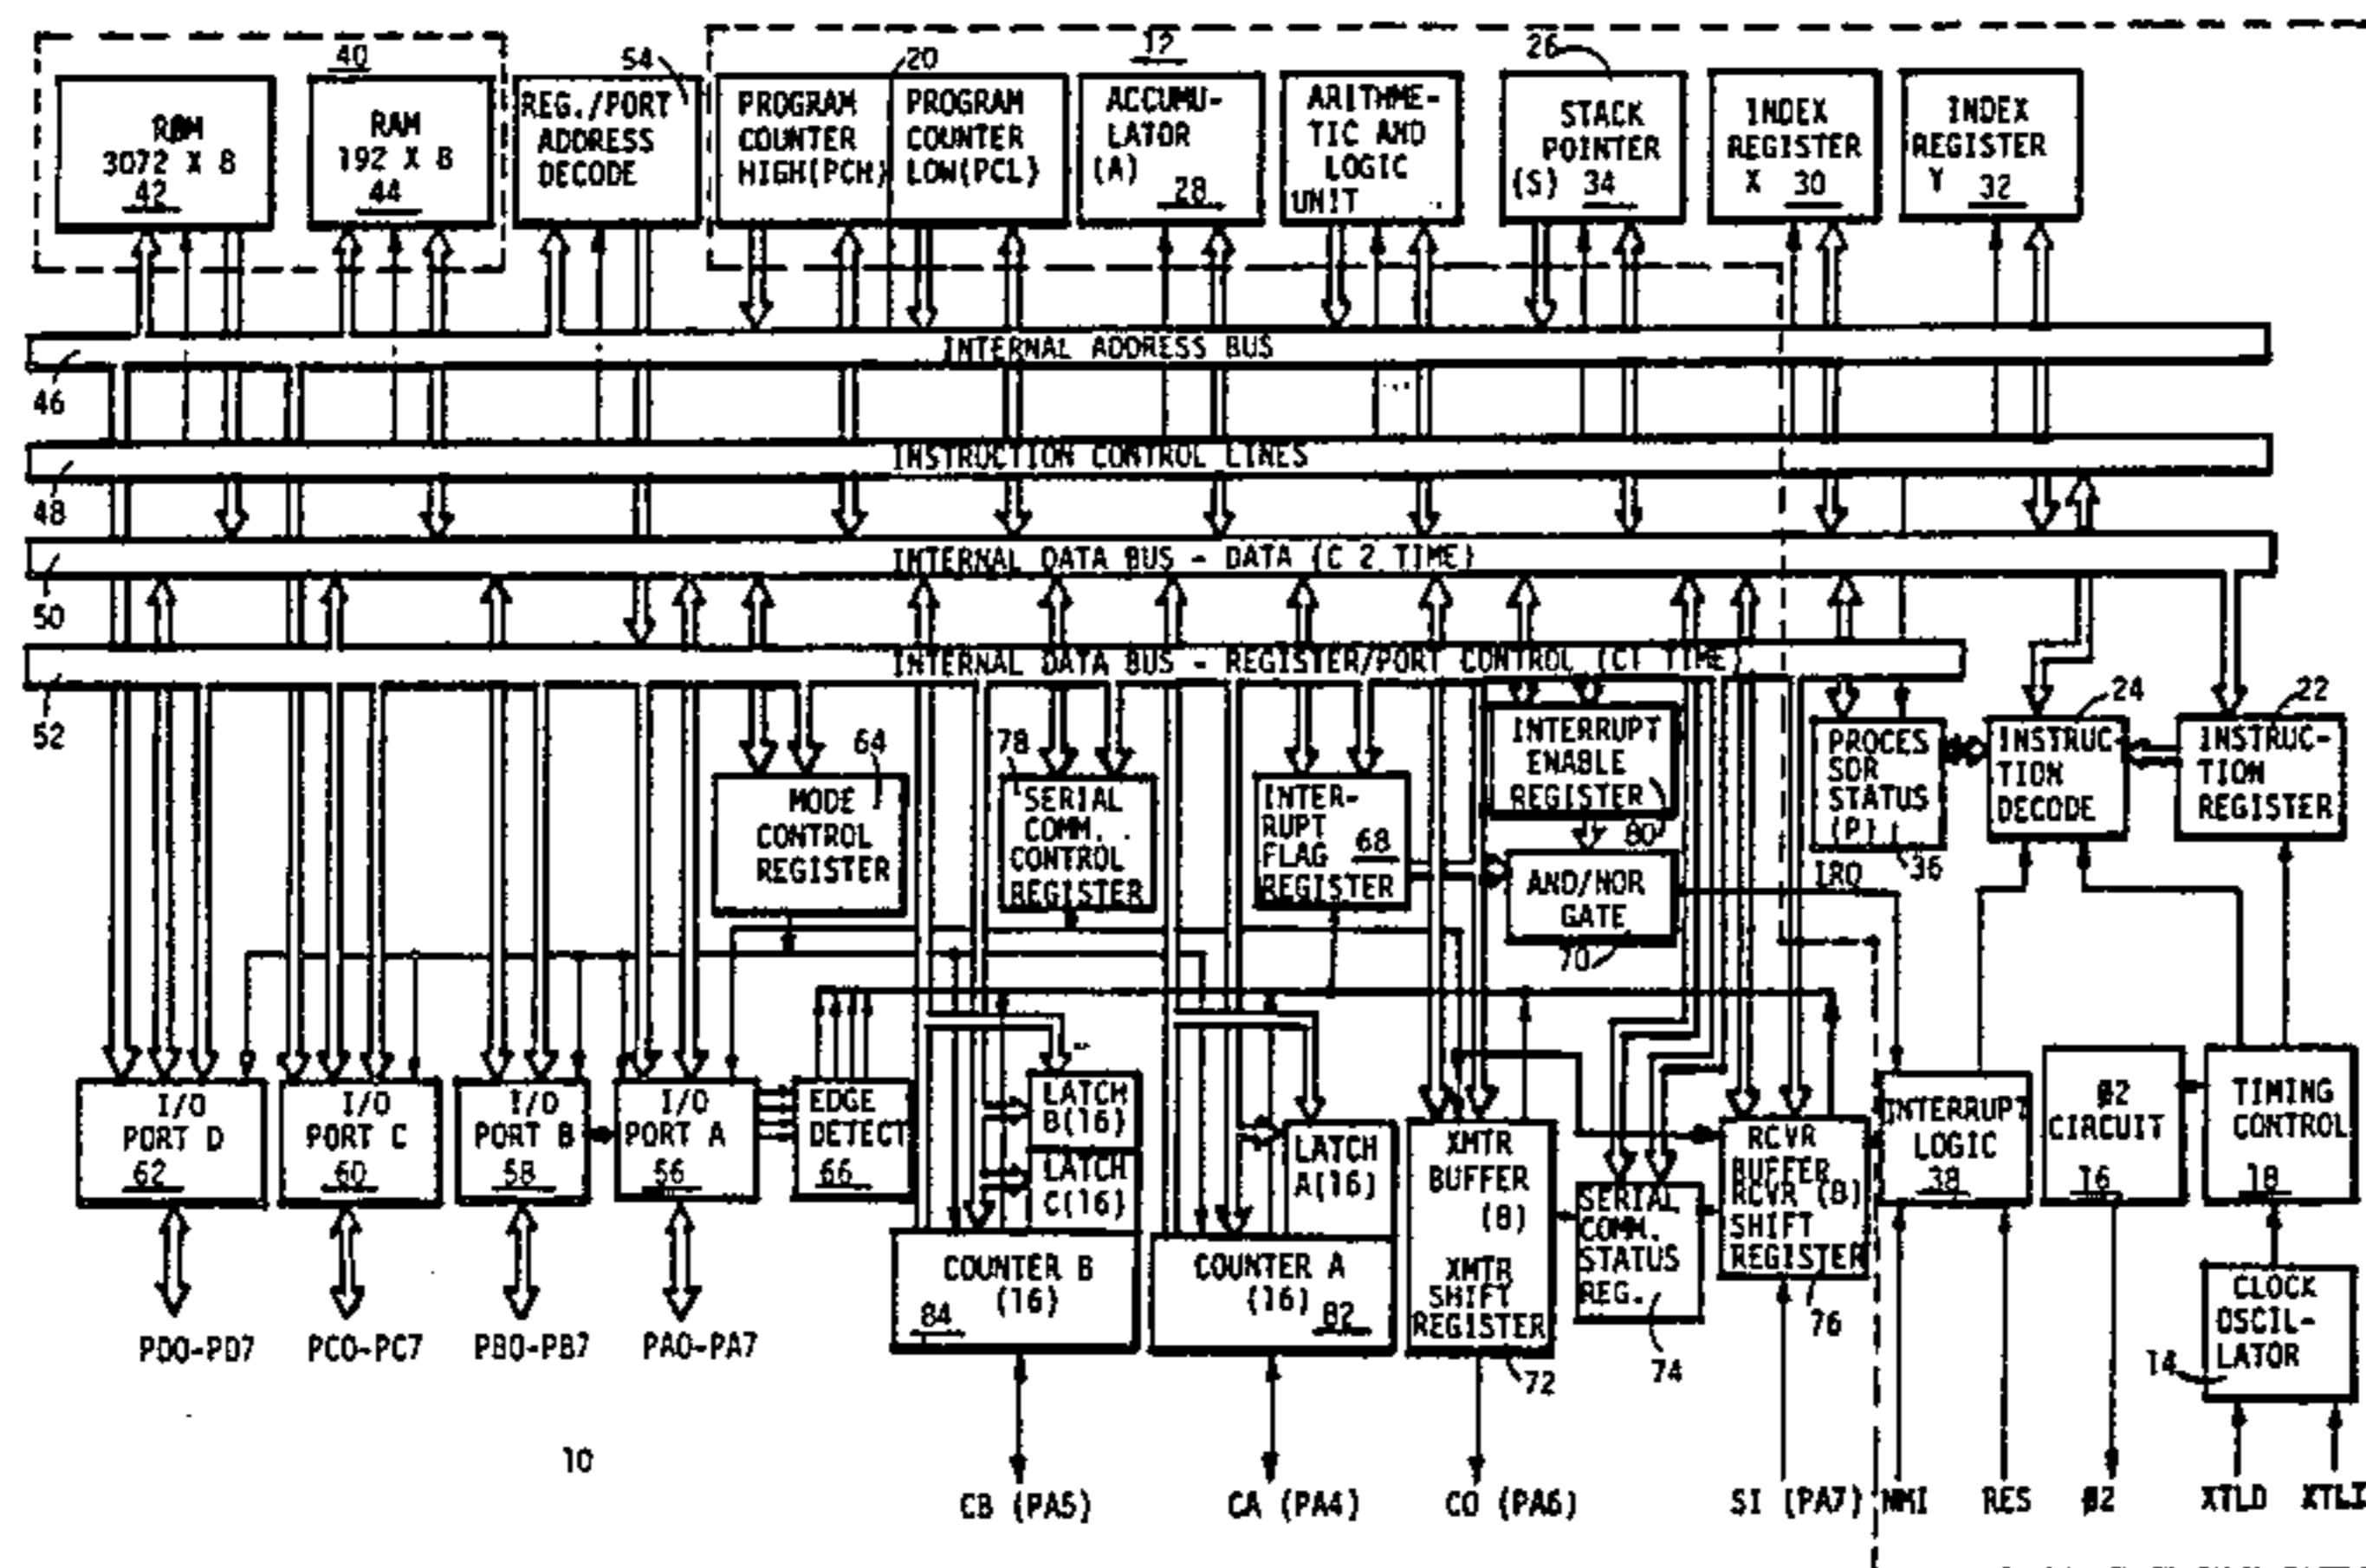 40
54
20
12
26
RAM
3072 X 8
42
RAM
192 X 8
44
REG./PORT
ADDRESS
DECODE
PROGRAM
COUNTER
HIGH(PCH)
PROGRAM
COUNTER
LOW(PCL)
ACCUMU-
LATOR
(A) 28
ARITHME-
TIC AND
LOGIC
UNIT
STACK
POINTER
(S) 34
INDEX
REGISTER
X 30
INDEX
REGISTER
Y 32
INTERNAL ADDRESS BUS
46
INSTRUCTION CONTROL LINES
48
INTERNAL DATA BUS - DATA (C 2 TIME)
50
INTERNAL DATA BUS - REGISTER/PORT CONTROL (C1 TIME)
52
64
MODE
CONTROL
REGISTER
78
SERIAL
COMM.
CONTROL
REGISTER
INTER-
RUPT
FLAG 68
REGISTER
INTERRUPT
ENABLE
REGISTER
80
AND/NOR
GATE
70
PROCES
SOR
STATUS
(P)
36
IRQ
24
INSTRUC-
TION
DECODE
22
INSTRUC-
TION
REGISTER
I/O
PORT D
62
I/O
PORT C
60
I/O
PORT B
58
I/O
PORT A
56
EDGE
DETECT
66
LATCH
B(16)
LATCH
C(16)
COUNTER B
(16)
84
LATCH
A(16)
COUNTER A
(16) 82
XMTR
BUFFER
(8)
XMTR
SHIFT
REGISTER
72
SERIAL
COMM.
STATUS
REG.
74
RCVR
BUFFER
RCVR (8)
SHIFT
REGISTER
76
INTERRUPT
LOGIC
38
Ø2
CIRCUIT
16
TIMING
CONTROL
18
CLOCK
OSCIL-
LATOR
14
PD0-PD7
PC0-PC7
PB0-PB7
PA0-PA7
10
CB (PA5)
CA (PA4)
CO (PA6)
SI (PA7)
NMI
RES
Ø2
XTLO
XTLI